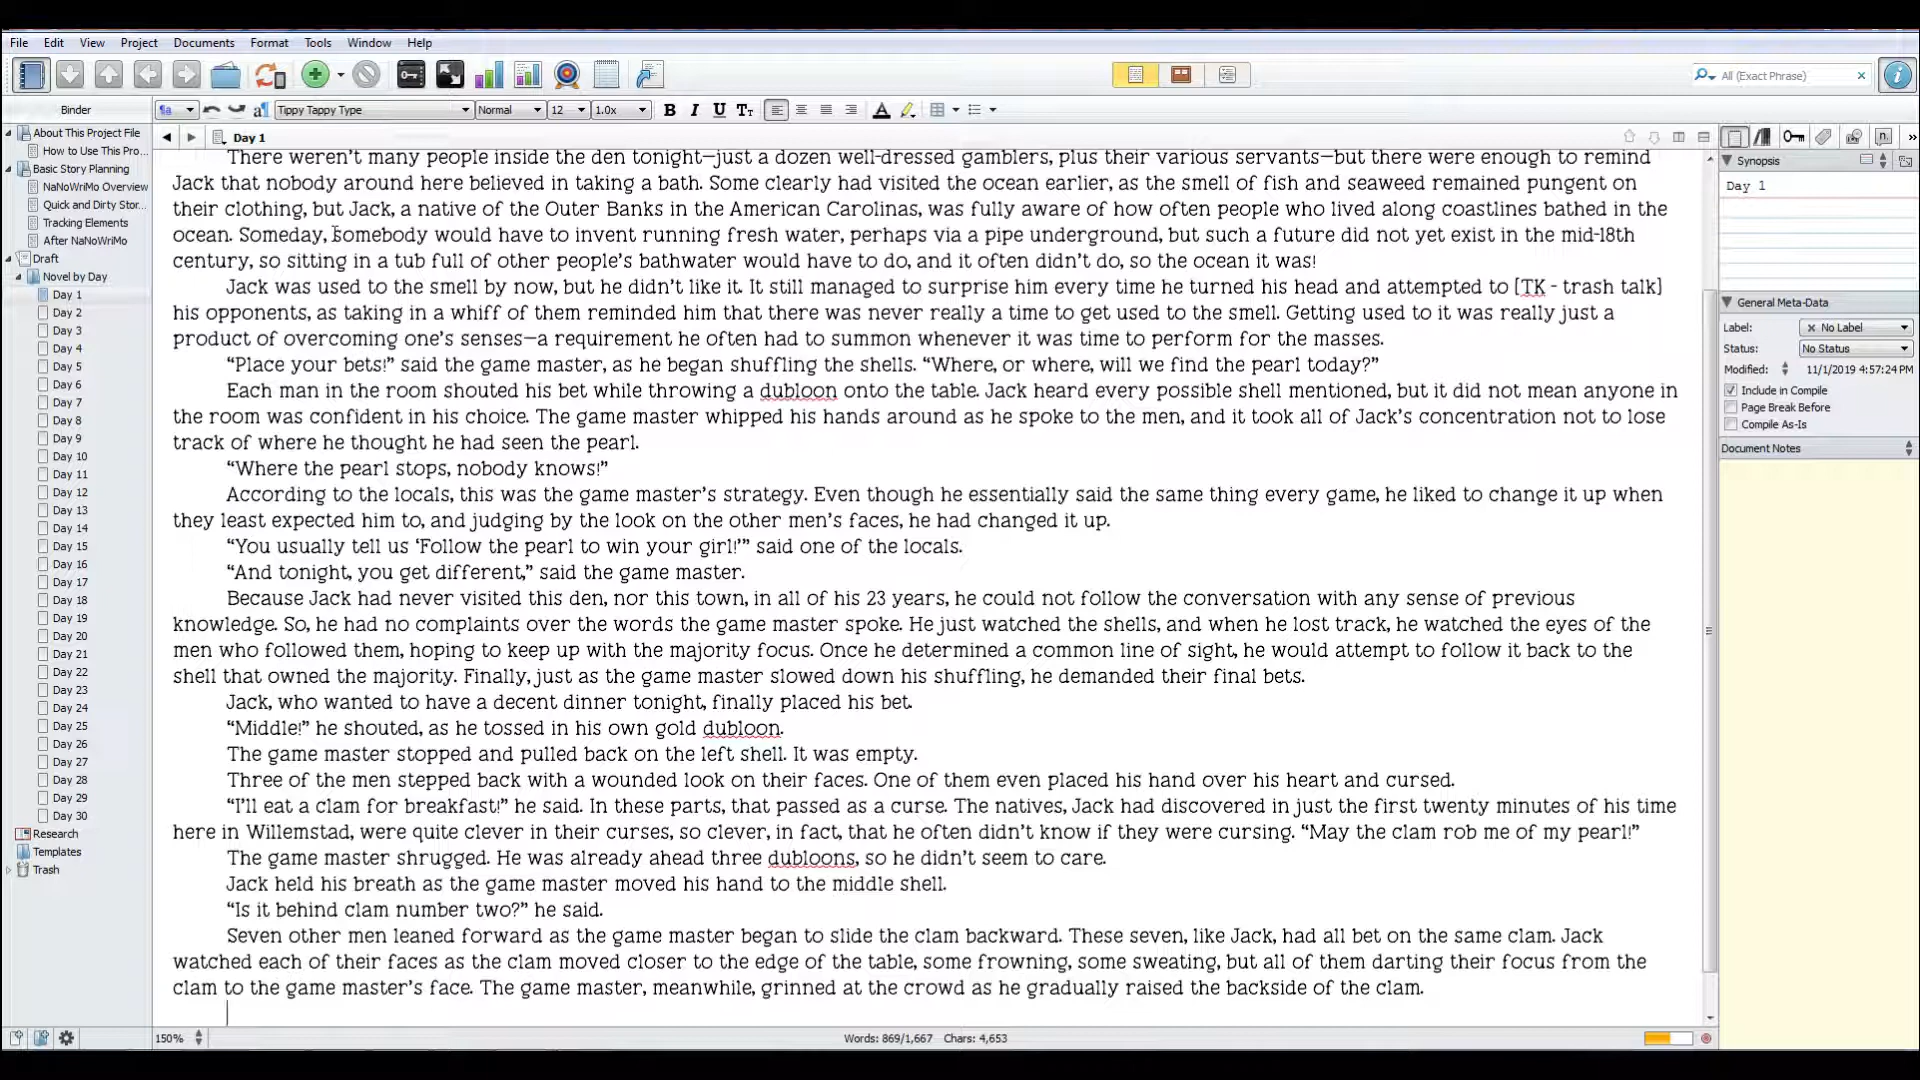 File Edit View Project Documents Format Tools Window Help
All (Exact Phrase)
Binder
Tippy Tappy Type Normal 12 1.0x B I U
Day 1
About This Project File
How to Use This Pro...
Basic Story Planning
NaNoWriMo Overview
Quick and Dirty Stor...
Tracking Elements
After NaNoWriMo
Draft
Novel by Day
Day 1
Day 2
Day 3
Day 4
Day 5
Day 6
Day 7
Day 8
Day 9
Day 10
Day 11
Day 12
Day 13
Day 14
Day 15
Day 16
Day 17
Day 18
Day 19
Day 20
Day 21
Day 22
Day 23
Day 24
Day 25
Day 26
Day 27
Day 28
Day 29
Day 30
Research
Templates
Trash
There weren't many people inside the den tonight—just a dozen well-dressed gamblers, plus their various servants—but there were enough to remind
Jack that nobody around here believed in taking a bath. Some clearly had visited the ocean earlier, as the smell of fish and seaweed remained pungent on
their clothing, but Jack, a native of the Outer Banks in the American Carolinas, was fully aware of how often people who lived along coastlines bathed in the
ocean. Someday, somebody would have to invent running fresh water, perhaps via a pipe underground, but such a future did not yet exist in the mid-18th
century, so sitting in a tub full of other people's bathwater would have to do, and it often didn't do, so the ocean it was!
Jack was used to the smell by now, but he didn't like it. It still managed to surprise him every time he turned his head and attempted to [TK - trash talk]
his opponents, as taking in a whiff of them reminded him that there was never really a time to get used to the smell. Getting used to it was really just a
product of overcoming one's senses—a requirement he often had to summon whenever it was time to perform for the masses.
“Place your bets!” said the game master, as he began shuffling the shells. “Where, or where, will we find the pearl today?”
Each man in the room shouted his bet while throwing a dubloon onto the table. Jack heard every possible shell mentioned, but it did not mean anyone in
the room was confident in his choice. The game master whipped his hands around as he spoke to the men, and it took all of Jack's concentration not to lose
track of where he thought he had seen the pearl.
“Where the pearl stops, nobody knows!”
According to the locals, this was the game master's strategy. Even though he essentially said the same thing every game, he liked to change it up when
they least expected him to, and judging by the look on the other men's faces, he had changed it up.
“You usually tell us ‘Follow the pearl to win your girl!’” said one of the locals.
“And tonight, you get different,” said the game master.
Because Jack had never visited this den, nor this town, in all of his 23 years, he could not follow the conversation with any sense of previous
knowledge. So, he had no complaints over the words the game master spoke. He just watched the shells, and when he lost track, he watched the eyes of the
men who followed them, hoping to keep up with the majority focus. Once he determined a common line of sight, he would attempt to follow it back to the
shell that owned the majority. Finally, just as the game master slowed down his shuffling, he demanded their final bets.
Jack, who wanted to have a decent dinner tonight, finally placed his bet.
“Middle!” he shouted, as he tossed in his own gold dubloon.
The game master stopped and pulled back on the left shell. It was empty.
Three of the men stepped back with a wounded look on their faces. One of them even placed his hand over his heart and cursed.
“I'll eat a clam for breakfast!” he said. In these parts, that passed as a curse. The natives, Jack had discovered in just the first twenty minutes of his time
here in Willemstad, were quite clever in their curses, so clever, in fact, that he often didn't know if they were cursing. “May the clam rob me of my pearl!”
The game master shrugged. He was already ahead three dubloons, so he didn't seem to care.
Jack held his breath as the game master moved his hand to the middle shell.
“Is it behind clam number two?” he said.
Seven other men leaned forward as the game master began to slide the clam backward. These seven, like Jack, had all bet on the same clam. Jack
watched each of their faces as the clam moved closer to the edge of the table, some frowning, some sweating, but all of them darting their focus from the
clam to the game master's face. The game master, meanwhile, grinned at the crowd as he gradually raised the backside of the clam.
Synopsis
Day 1
General Meta-Data
Label: No Label
Status: No Status
Modified: 11/1/2019 4:57:24 PM
Include in Compile
Page Break Before
Compile As-Is
Document Notes
150%
Words: 869/1,667 Chars: 4,653